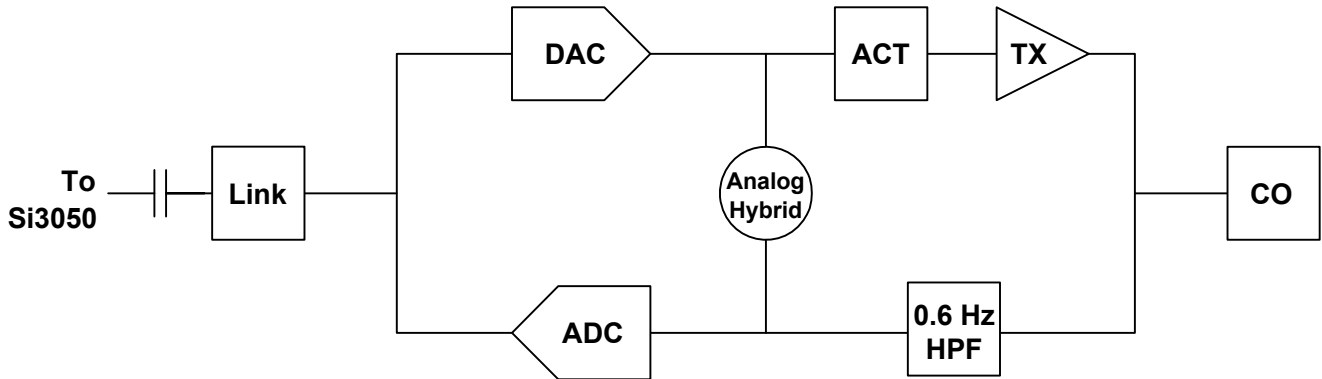 DAC
ACT
TX
To
Si3050
Link
Analog
Hybrid
CO
ADC
0.6 Hz
HPF